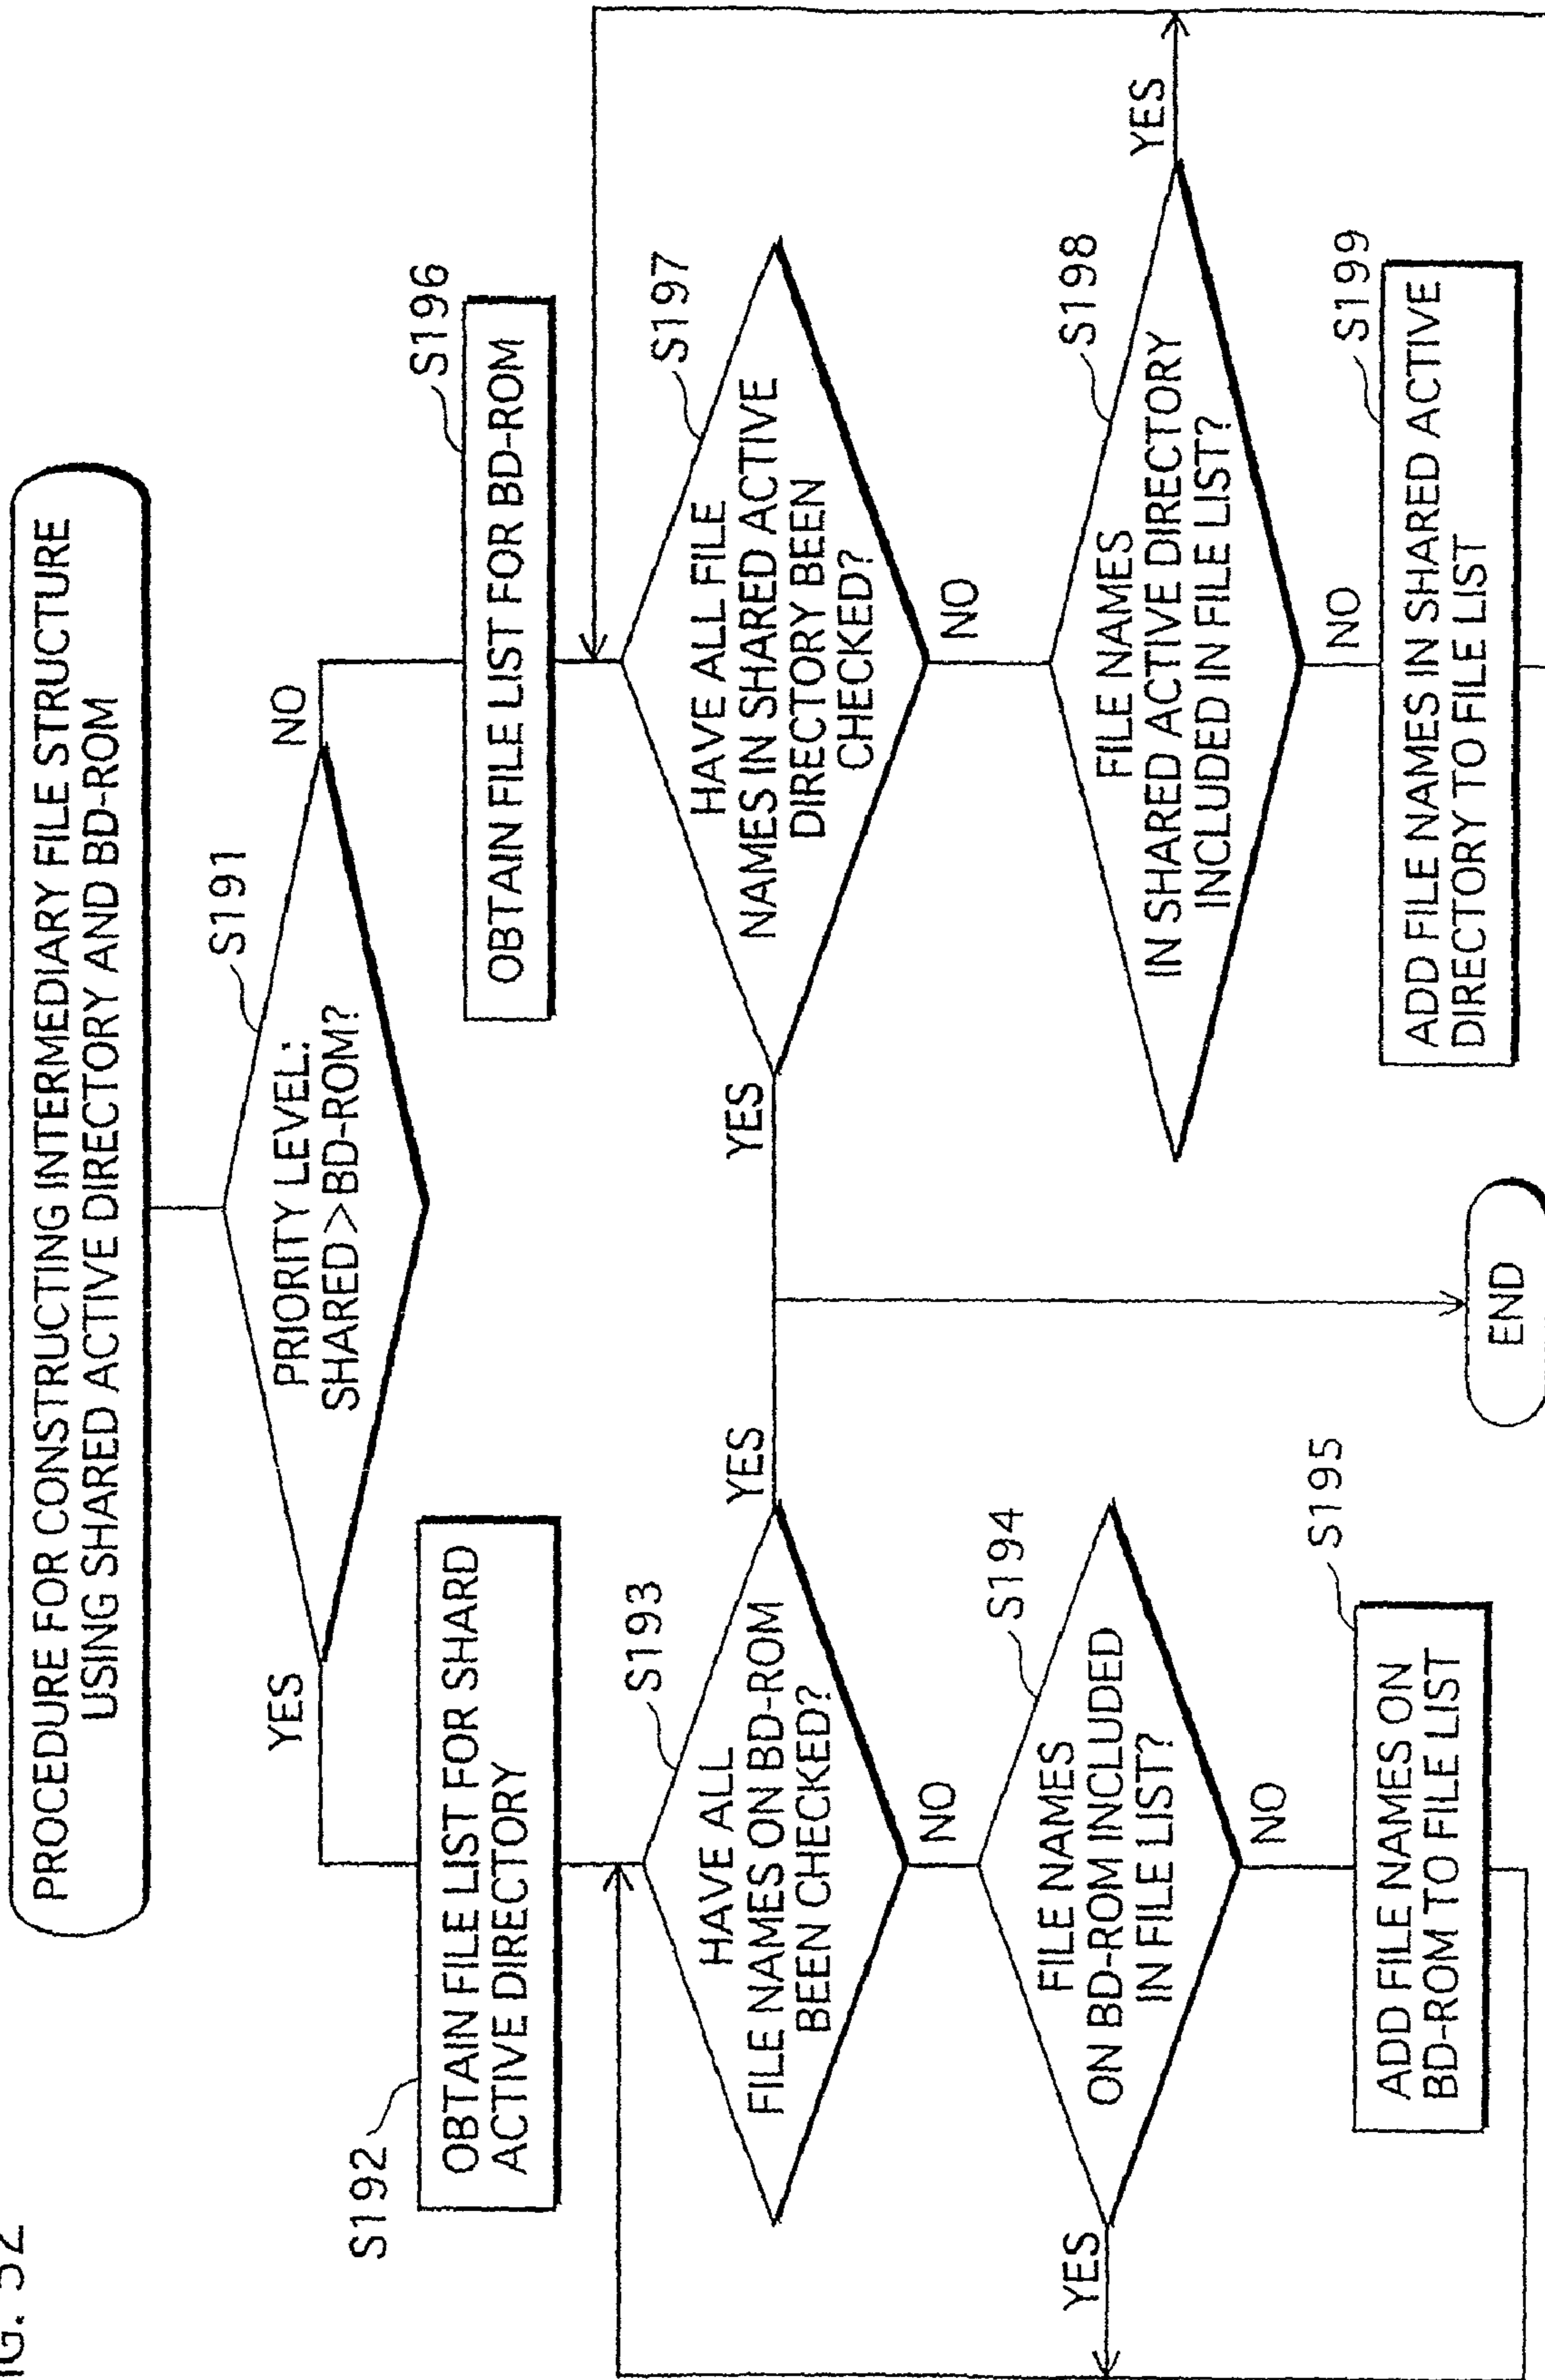 IG. 52
PROCEDURE FOR CONSTRUCTING INTERMEDIARY FILE STRUCTURE
USING SHARED ACTIVE DIRECTORY AND BD-ROM
S191
PRIORITY LEVEL:
SHARED>BD-ROM?
YES
NO
S192
OBTAIN FILE LIST FOR SHARD
ACTIVE DIRECTORY
S193
HAVE ALL
FILE NAMES ON BD-ROM
BEEN CHECKED?
YES
NO
S194
FILE NAMES
ON BD-ROM INCLUDED
IN FILE LIST?
YES
NO
S195
ADD FILE NAMES ON
BD-ROM TO FILE LIST
S196
OBTAIN FILE LIST FOR BD-ROM
S197
HAVE ALL FILE
NAMES IN SHARED ACTIVE
DIRECTORY BEEN
CHECKED?
YES
NO
S198
FILE NAMES
IN SHARED ACTIVE DIRECTORY
INCLUDED IN FILE LIST?
YES
NO
S199
ADD FILE NAMES IN SHARED ACTIVE
DIRECTORY TO FILE LIST
END